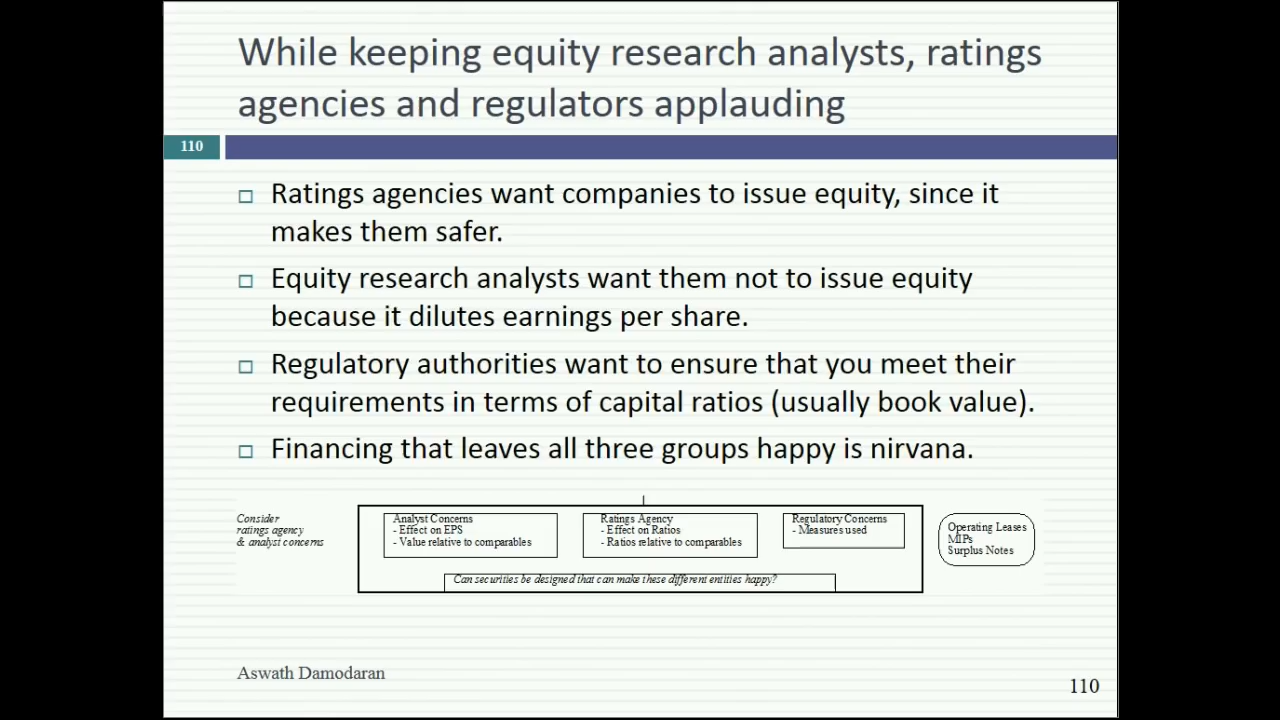 While keeping equity research analysts, ratings
agencies and regulators applauding
110
Ratings agencies want companies to issue equity, since it
makes them safer.
Equity research analysts want them not to issue equity
because it dilutes earnings per share.
Regulatory authorities want to ensure that you meet their
requirements in terms of capital ratios (usually book value).
Financing that leaves all three groups happy is nirvana.
Consider
ratings agency
& analyst concerns
Analyst Concerns
- Effect on EPS
- Value relative to comparables
Ratings Agency
- Effect on Ratios
- Ratios relative to comparables
Regulatory Concerns
- Measures used
Operating Leases
MIPs
Surplus Notes
Can securities be designed that can make these different entities happy?
Aswath Damodaran
110